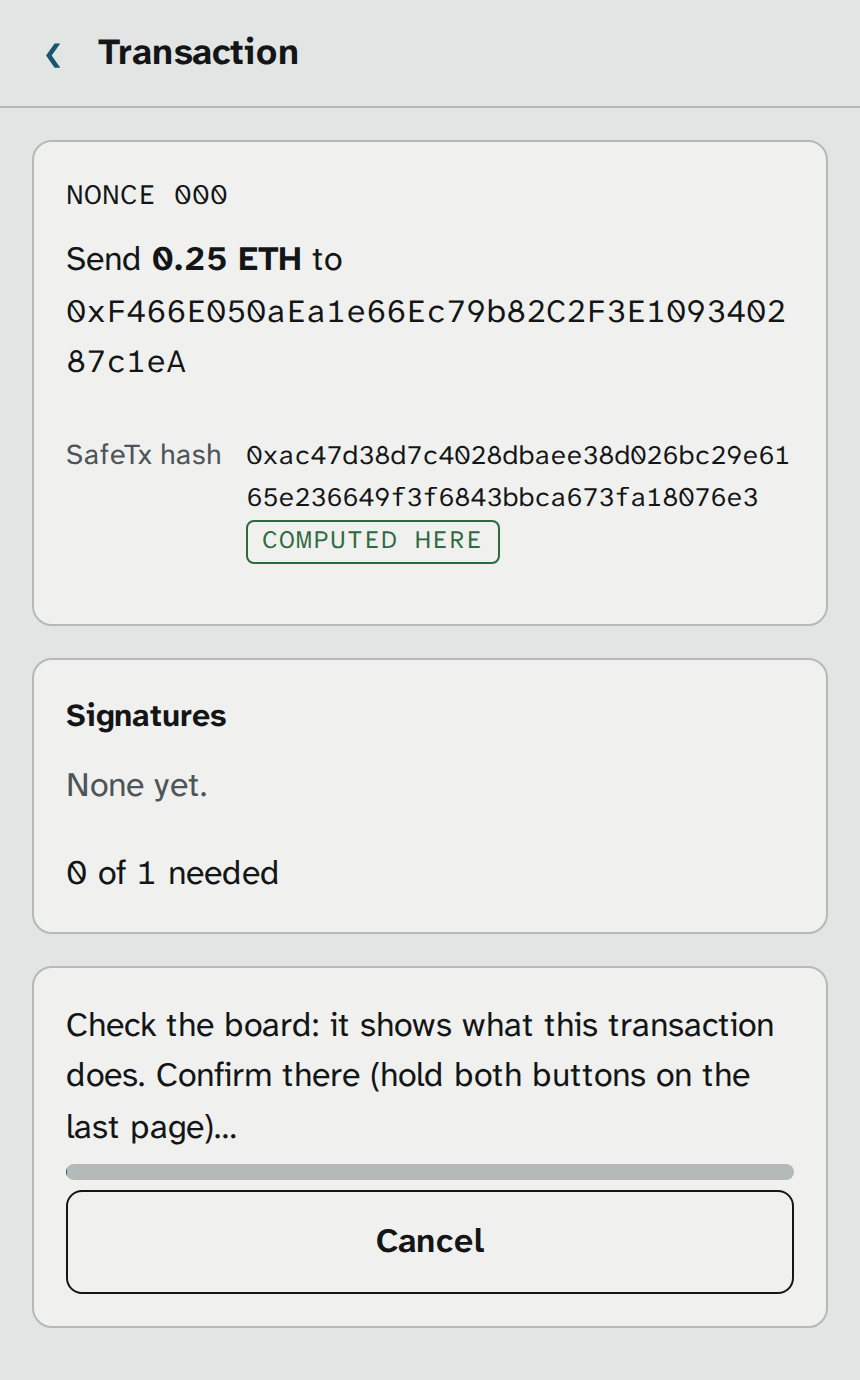 Transaction
NONCE 000
Send 0.25 ETH to
0xF466E050aEa1e66Ec79b82C2F3E1093402
87c1eA
SafeTx hash 0xac47d38d7c4028dbaee38d026bc29e61
65e236649f3f6843bbca673fa18076e3
COMPUTED HERE
Signatures
None yet.
0 of 1 needed
Check the board: it shows what this transaction
does. Confirm there (hold both buttons on the
last page)…
Cancel